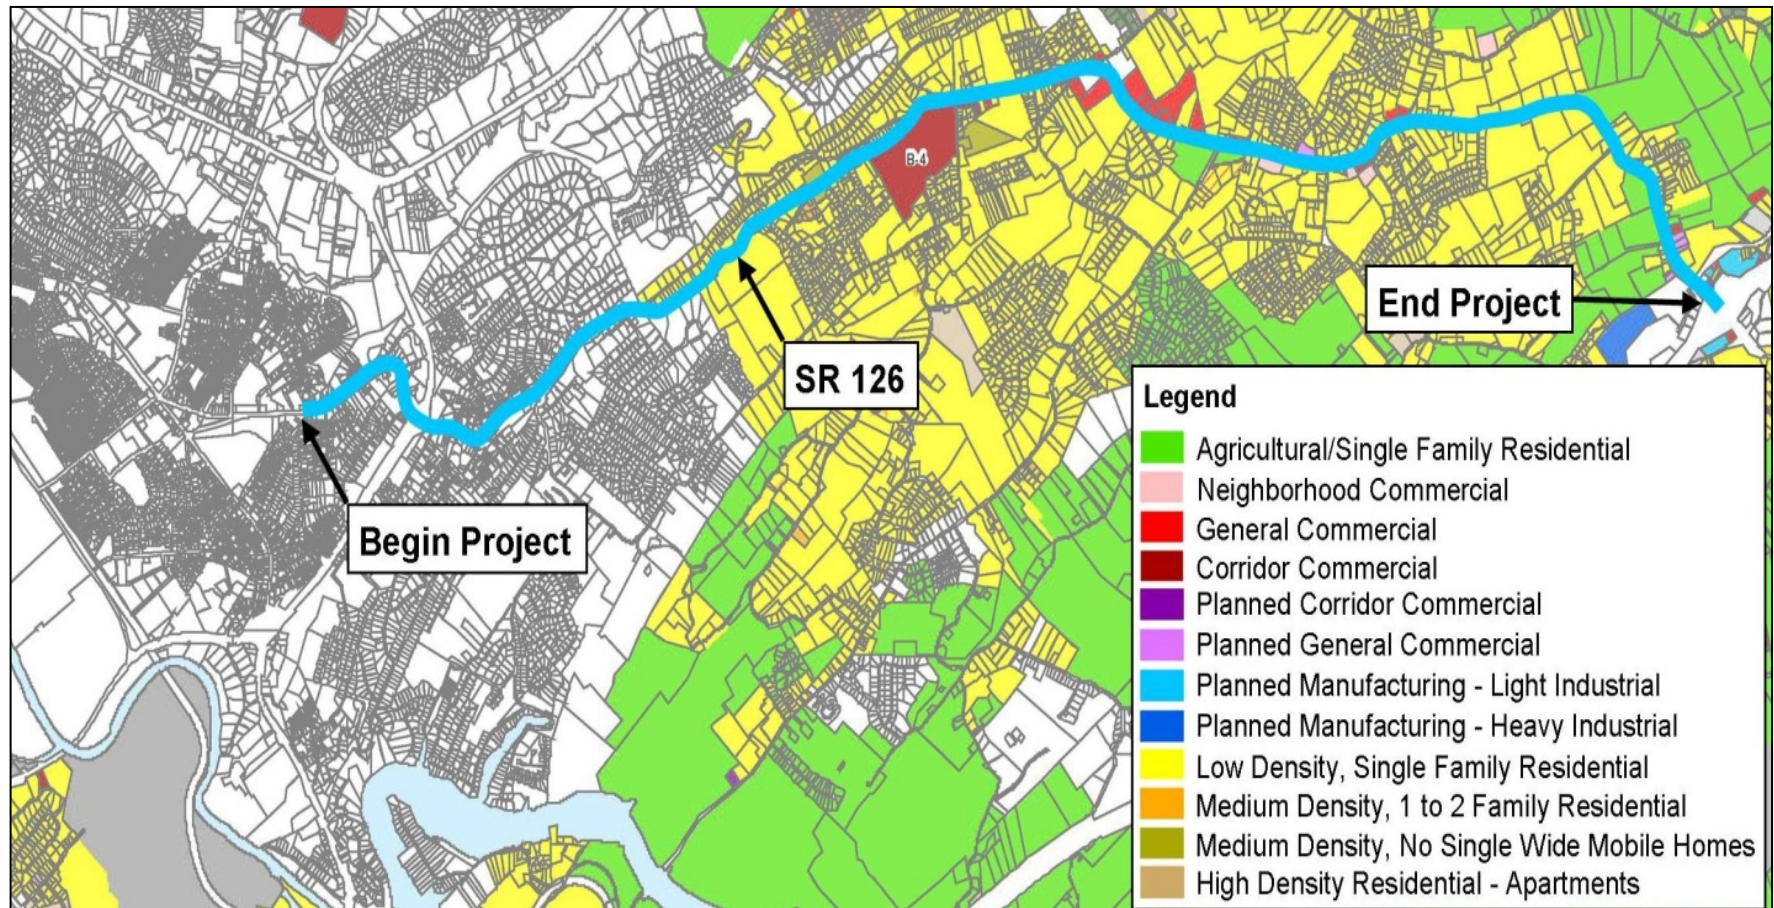 B-4
End Project
SR 126
Begin Project
Legend
Agricultural/Single Family Residential
Neighborhood Commercial
General Commercial
Corridor Commercial
Planned Corridor Commercial
Planned General Commercial
Planned Manufacturing - Light Industrial
Planned Manufacturing - Heavy Industrial
Low Density, Single Family Residential
Medium Density, 1 to 2 Family Residential
Medium Density, No Single Wide Mobile Homes
High Density Residential - Apartments